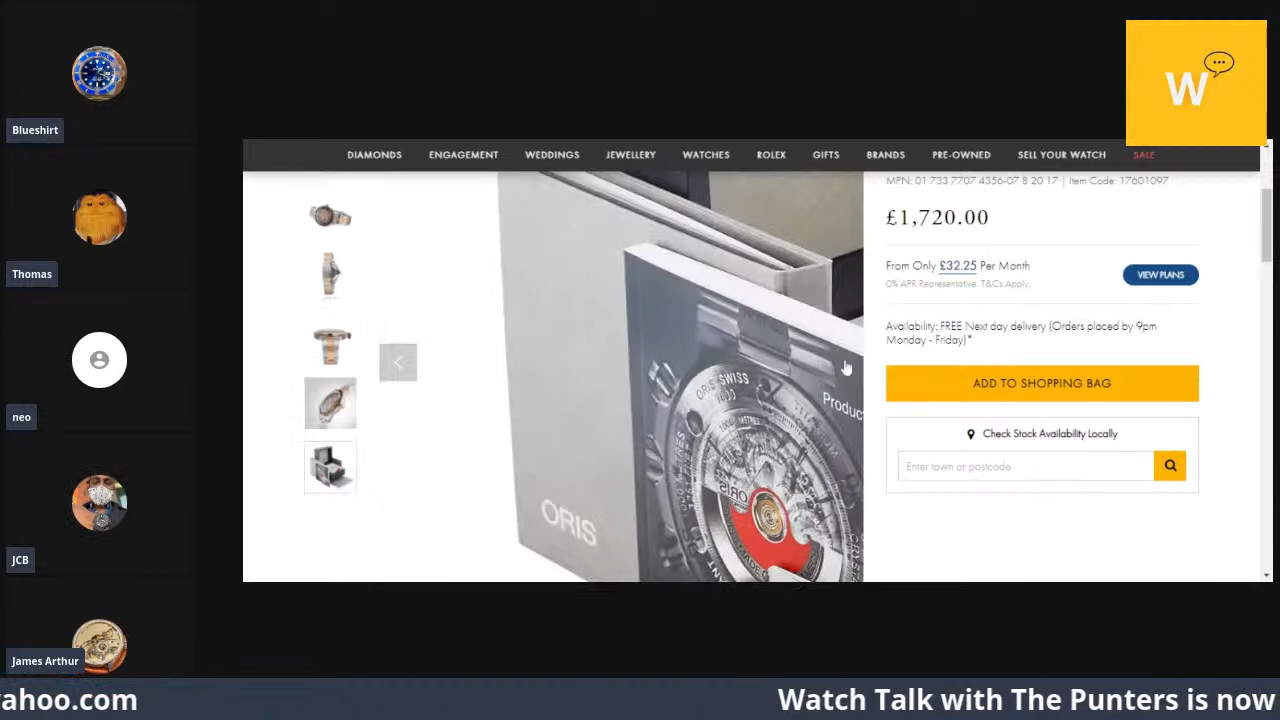 Blueshirt
Thomas
neo
JCB
James Arthur
W
DIAMONDS ENGAGEMENT WEDDINGS JEWELLERY WATCHES ROLEX GIFTS BRANDS PRE-OWNED SELL YOUR WATCH SALE
MPN: 01 733 7707 4356-07 8 20 17 | Item Code: 17601097
£1,720.00
From Only £32.25 Per Month
0% APR Representative. T&Cs Apply.
VIEW PLANS
Availability: FREE Next day delivery (Orders placed by 9pm
Monday - Friday)*
ADD TO SHOPPING BAG
Check Stock Availability Locally
Enter town or postcode
ORIS
Produc
ORIS SWISS
ORIS
yahoo.com
Watch Talk with The Punters is now